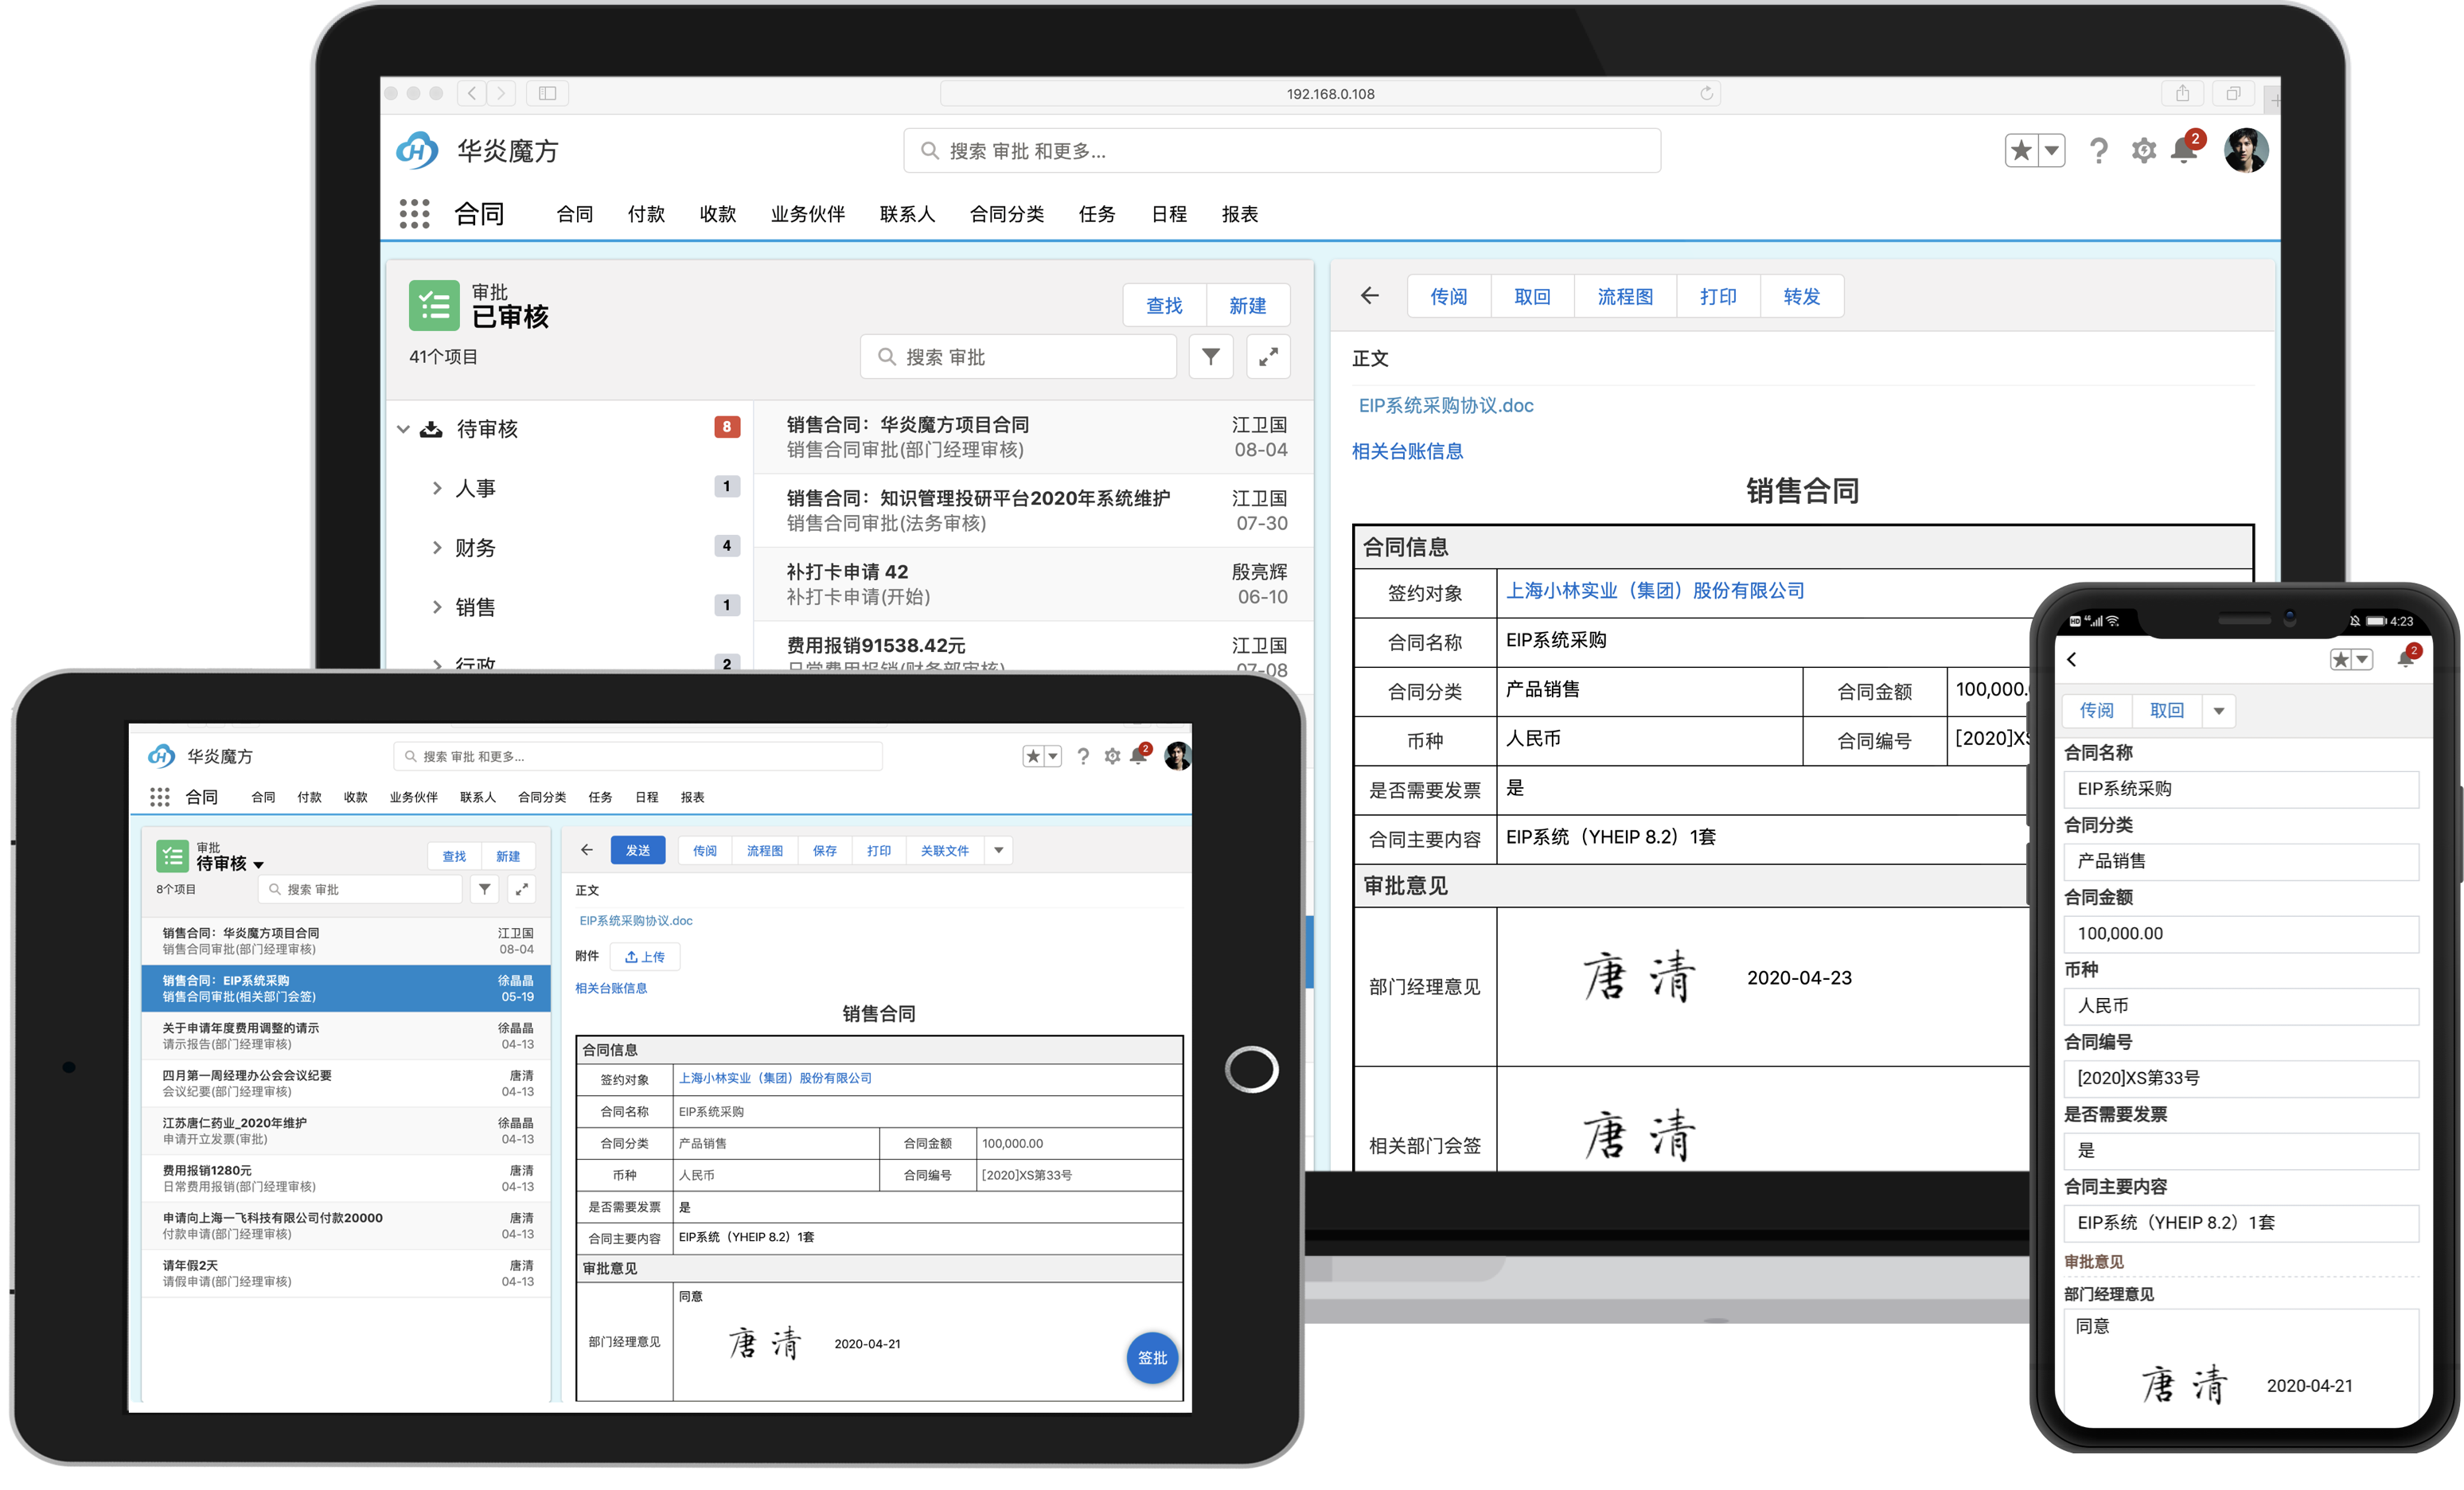 192.168.0.108
华炎魔方
搜索 审批 和更多...
2
合同
合同 付款 收款 业务伙伴 联系人 合同分类 任务 日程 报表
审批
已审核
41个项目
查找 新建
搜索 审批
待审核 8
人事 1
财务 4
销售 1
行政 2
销售合同：华炎魔方项目合同 江卫国
销售合同审批(部门经理审核) 08-04
销售合同：知识管理投研平台2020年系统维护 江卫国
销售合同审批(法务审核) 07-30
补打卡申请 42 殷亮辉
补打卡申请(开始) 06-10
费用报销91538.42元 江卫国
日常费用报销(财务部审核) 07-08
传阅 取回 流程图 打印 转发
正文
EIP系统采购协议.doc
相关台账信息
销售合同
合同信息
签约对象 上海小林实业（集团）股份有限公司
合同名称 EIP系统采购
合同分类 产品销售 合同金额 100,000.
币种 人民币 合同编号 [2020]XS
是否需要发票 是
合同主要内容 EIP系统（YHEIP 8.2）1套
审批意见
部门经理意见 唐清 2020-04-23
相关部门会签 唐清
华炎魔方
搜索 审批 和更多...
2
合同
合同 付款 收款 业务伙伴 联系人 合同分类 任务 日程 报表
审批
待审核
8个项目
查找 新建
搜索 审批
销售合同：华炎魔方项目合同 江卫国
销售合同审批(部门经理审核) 08-04
销售合同：EIP系统采购 徐晶晶
销售合同审批(相关部门会签) 05-19
关于申请年度费用调整的请示 徐晶晶
请示报告(部门经理审核) 04-13
四月第一周经理办公会会议纪要 唐清
会议纪要(部门经理审核) 04-13
江苏唐仁药业_2020年维护 徐晶晶
申请开立发票(审批) 04-13
费用报销1280元 唐清
日常费用报销(部门经理审核) 04-13
申请向上海一飞科技有限公司付款20000 唐清
付款申请(部门经理审核) 04-13
请年假2天 唐清
请假申请(部门经理审核) 04-13
发送 传阅 流程图 保存 打印 关联文件
正文
EIP系统采购协议.doc
附件 上传
相关台账信息
销售合同
合同信息
签约对象 上海小林实业（集团）股份有限公司
合同名称 EIP系统采购
合同分类 产品销售 合同金额 100,000.00
币种 人民币 合同编号 [2020]XS第33号
是否需要发票 是
合同主要内容 EIP系统（YHEIP 8.2）1套
审批意见
同意
部门经理意见 唐清 2020-04-21
签批
HD 4G 4:23
2
传阅 取回
合同名称
EIP系统采购
合同分类
产品销售
合同金额
100,000.00
币种
人民币
合同编号
[2020]XS第33号
是否需要发票
是
合同主要内容
EIP系统（YHEIP 8.2）1套
审批意见
部门经理意见
同意
唐清 2020-04-21